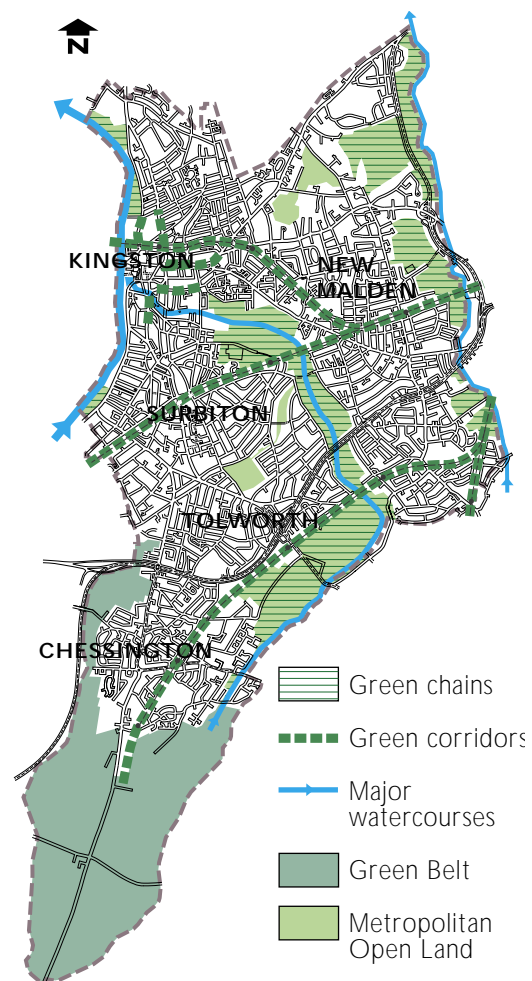 N
KINGSTON
NEW
MALDEN
SURBITON
TOLWORTH
CHESSINGTON
Green chains
Green corridors
Major
watercourses
Green Belt
Metropolitan
Open Land